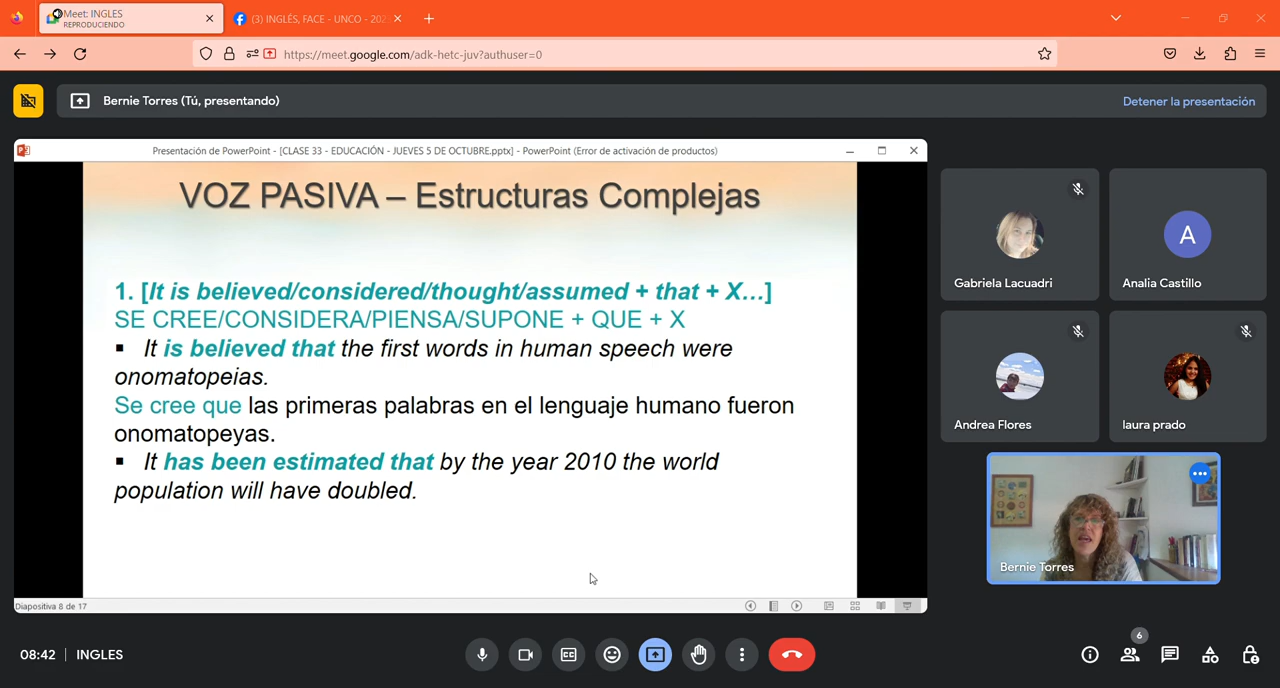 Meet: INGLES
REPRODUCIENDO
(3) INGLÉS, FACE - UNCO - 202
https://meet.google.com/adk-hetc-juv?authuser=0
Bernie Torres (Tú, presentando)
Detener la presentación
Presentación de PowerPoint - [CLASE 33 - EDUCACIÓN - JUEVES 5 DE OCTUBRE.pptx] - PowerPoint (Error de activación de productos)
VOZ PASIVA – Estructuras Complejas
1. [It is believed/considered/thought/assumed + that + X…]
SE CREE/CONSIDERA/PIENSA/SUPONE + QUE + X
▪ It is believed that the first words in human speech were
onomatopeias.
Se cree que las primeras palabras en el lenguaje humano fueron
onomatopeyas.
▪ It has been estimated that by the year 2010 the world
population will have doubled.
Diapositiva 8 de 17
Gabriela Lacuadri
A
Analia Castillo
Andrea Flores
laura prado
Bernie Torres
08:42 | INGLES
6